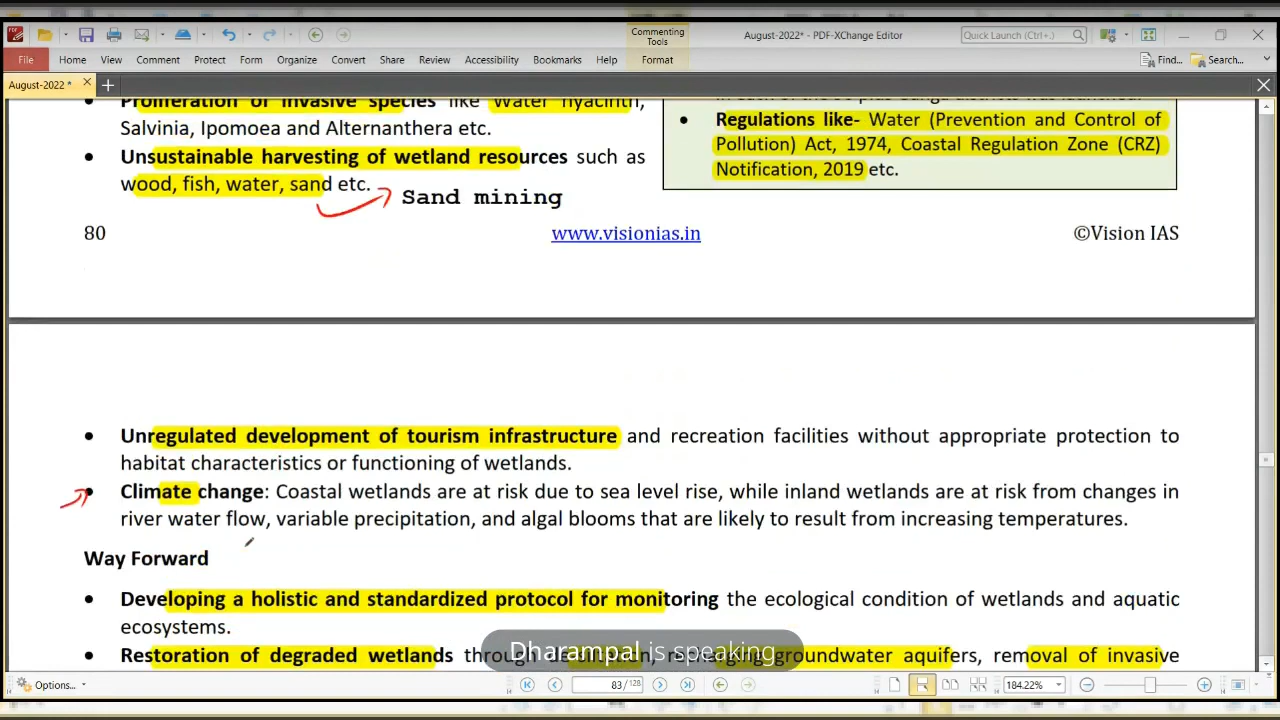 Commenting Tools
August-2022* - PDF-XChange Editor
Quick Launch (Ctrl+.)
File Home View Comment Protect Form Organize Convert Share Review Accessibility Bookmarks Help Format
Find... Search...
August-2022 *
Proliferation of invasive species like Water hyacinth,
Salvinia, Ipomoea and Alternanthera etc.
Unsustainable harvesting of wetland resources such as
wood, fish, water, sand etc.
Sand mining
Regulations like- Water (Prevention and Control of
Pollution) Act, 1974, Coastal Regulation Zone (CRZ)
Notification, 2019 etc.
80 www.visionias.in ©Vision IAS
Unregulated development of tourism infrastructure and recreation facilities without appropriate protection to
habitat characteristics or functioning of wetlands.
Climate change: Coastal wetlands are at risk due to sea level rise, while inland wetlands are at risk from changes in
river water flow, variable precipitation, and algal blooms that are likely to result from increasing temperatures.
Way Forward
Developing a holistic and standardized protocol for monitoring the ecological condition of wetlands and aquatic
ecosystems.
Restoration of degraded wetlands through groundwater aquifers, removal of invasive
Dharampal is speaking
Options... 83 / 128 184.22%